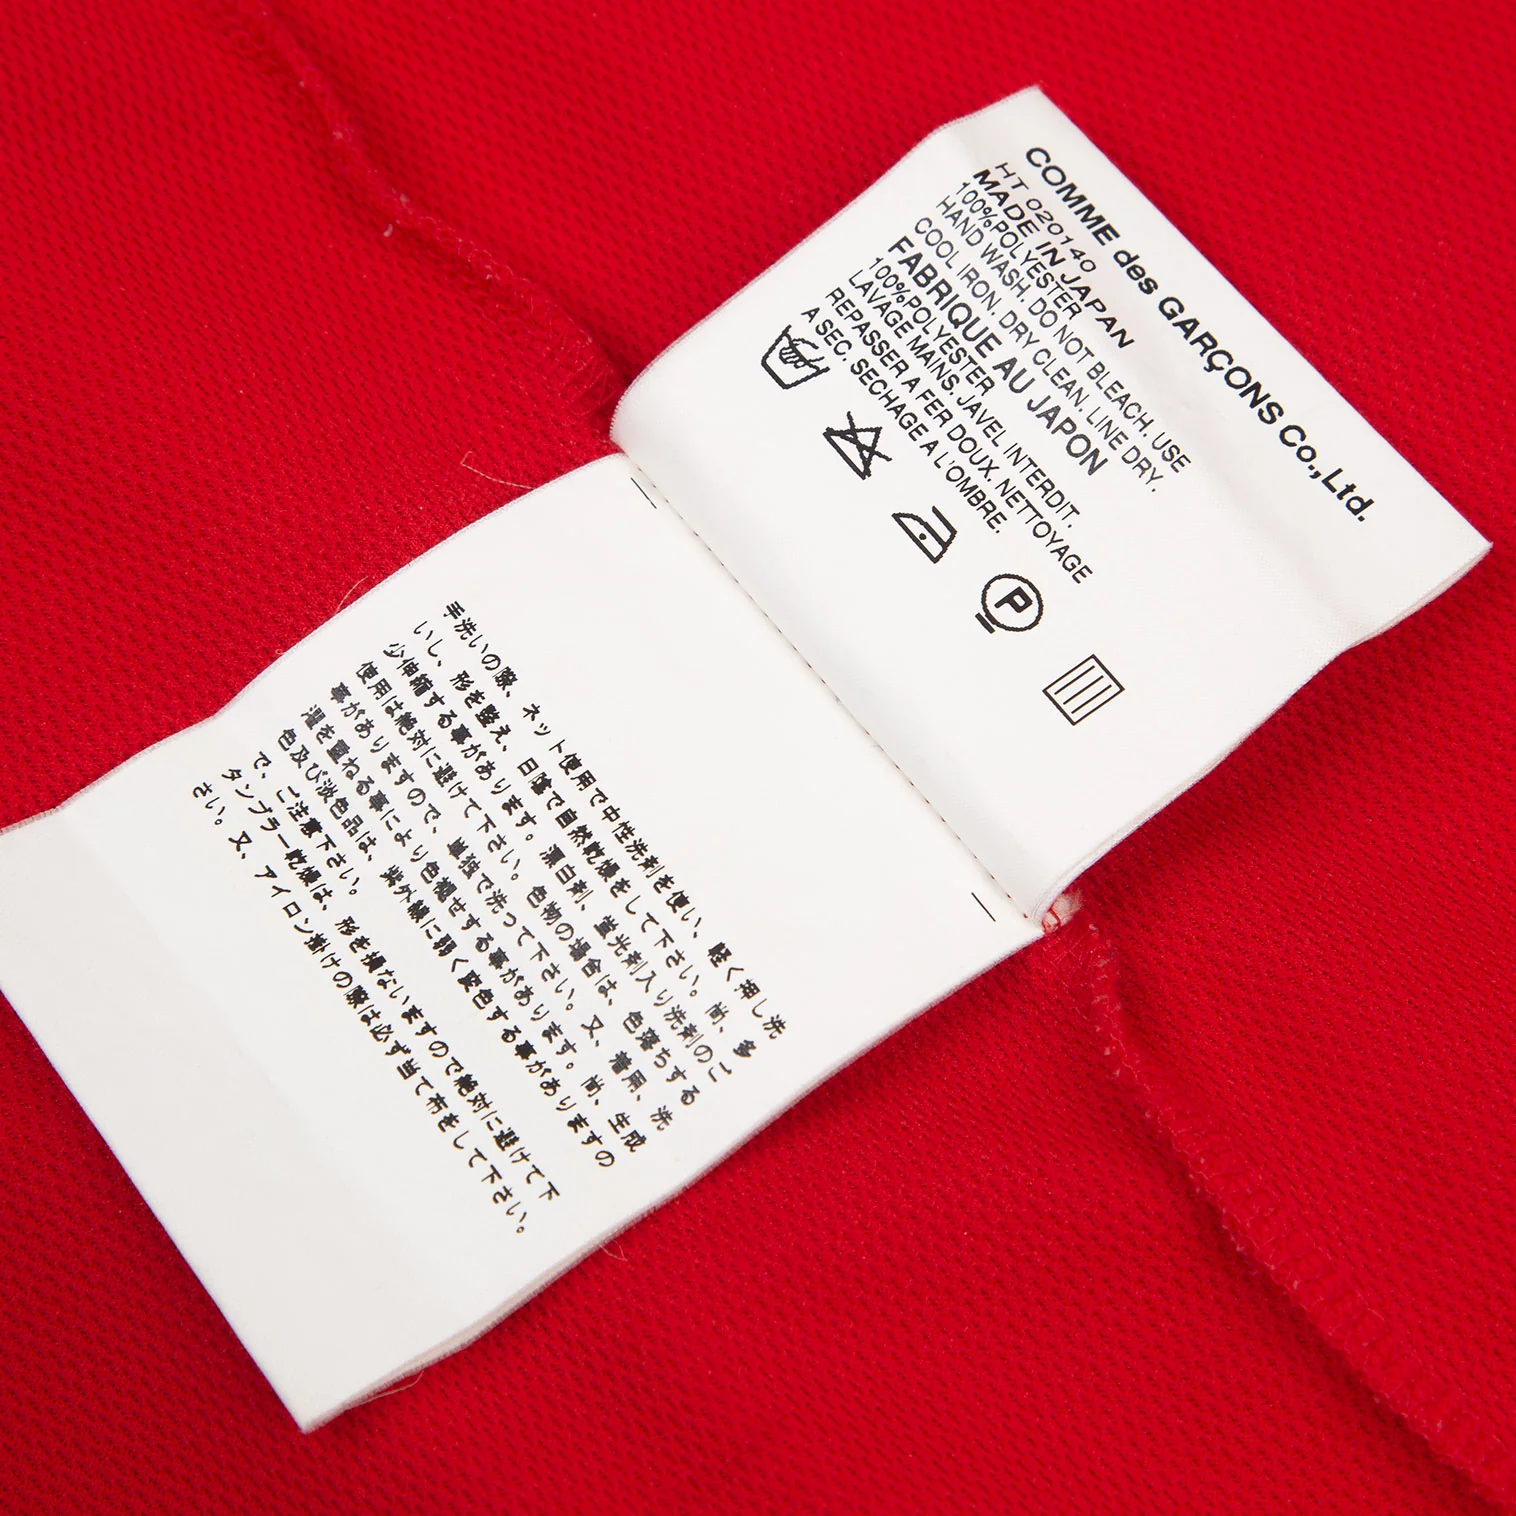 COMME des GARÇONS Co.,Ltd.
HT 020140
MADE IN JAPAN
100%POLYESTER
HAND WASH. DO NOT BLEACH. USE
COOL IRON. DRY CLEAN. LINE DRY.
FABRIQUE AU JAPON
100%POLYESTER
LAVAGE MAINS. JAVEL INTERDIT.
REPASSER A FER DOUX. NETTOYAGE
A SEC. SECHAGE A L'OMBRE.
P
手洗いの際、ネット使用で中性洗剤を使い、軽く押し洗
いし、形を整え、日陰で自然乾燥をして下さい。尚、多
少伸縮する事があります。漂白剤、蛍光剤入り洗剤のご
使用は絶対に避けて下さい。色物の場合は、色落ちする
事がありますので、単独で洗って下さい。又、着用、洗
濯を重ねる事により色褪せする事があります。尚、生成
色及び淡色品は、紫外線に弱く変色する事がありますの
で、ご注意下さい。
タンブラー乾燥は、形を損ないますので絶対に避けて下
さい。又、アイロン掛けの際は必ず当て布をして下さい。